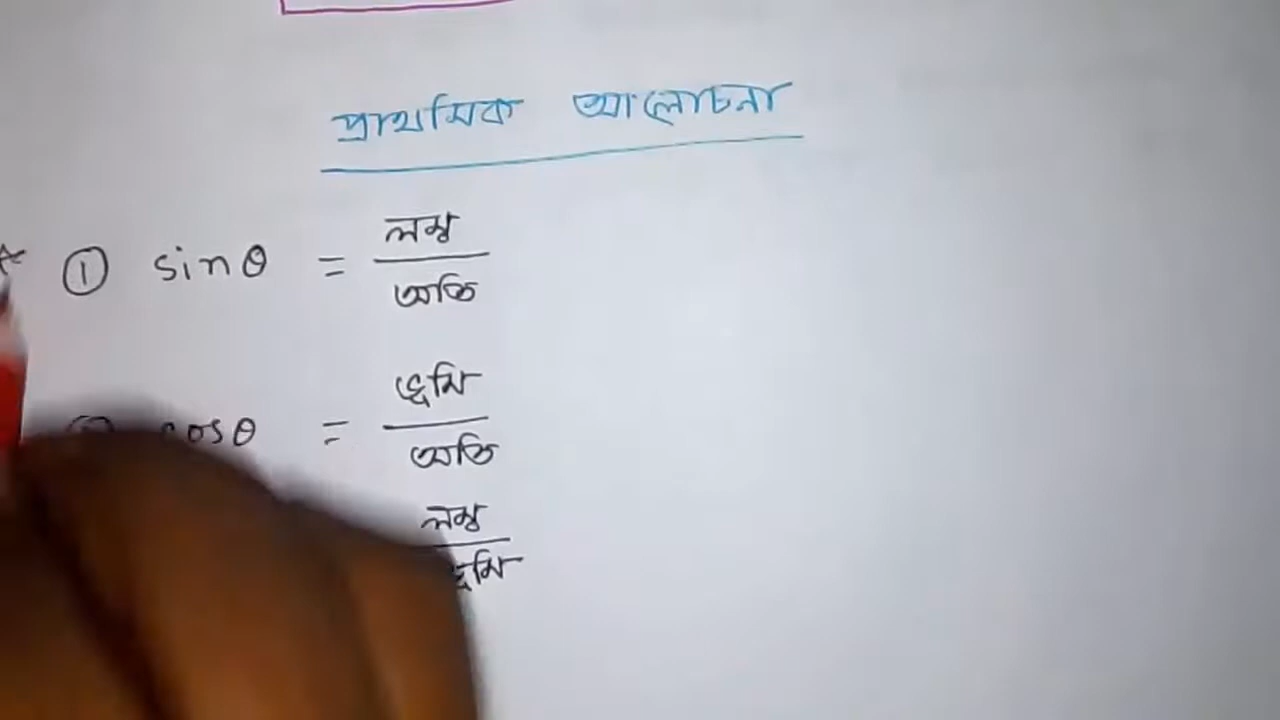 প্রাথমিক আলোচনা
① sinθ = লম্ব / অতি
cosθ = ভূমি / অতি
লম্ব / ভূমি